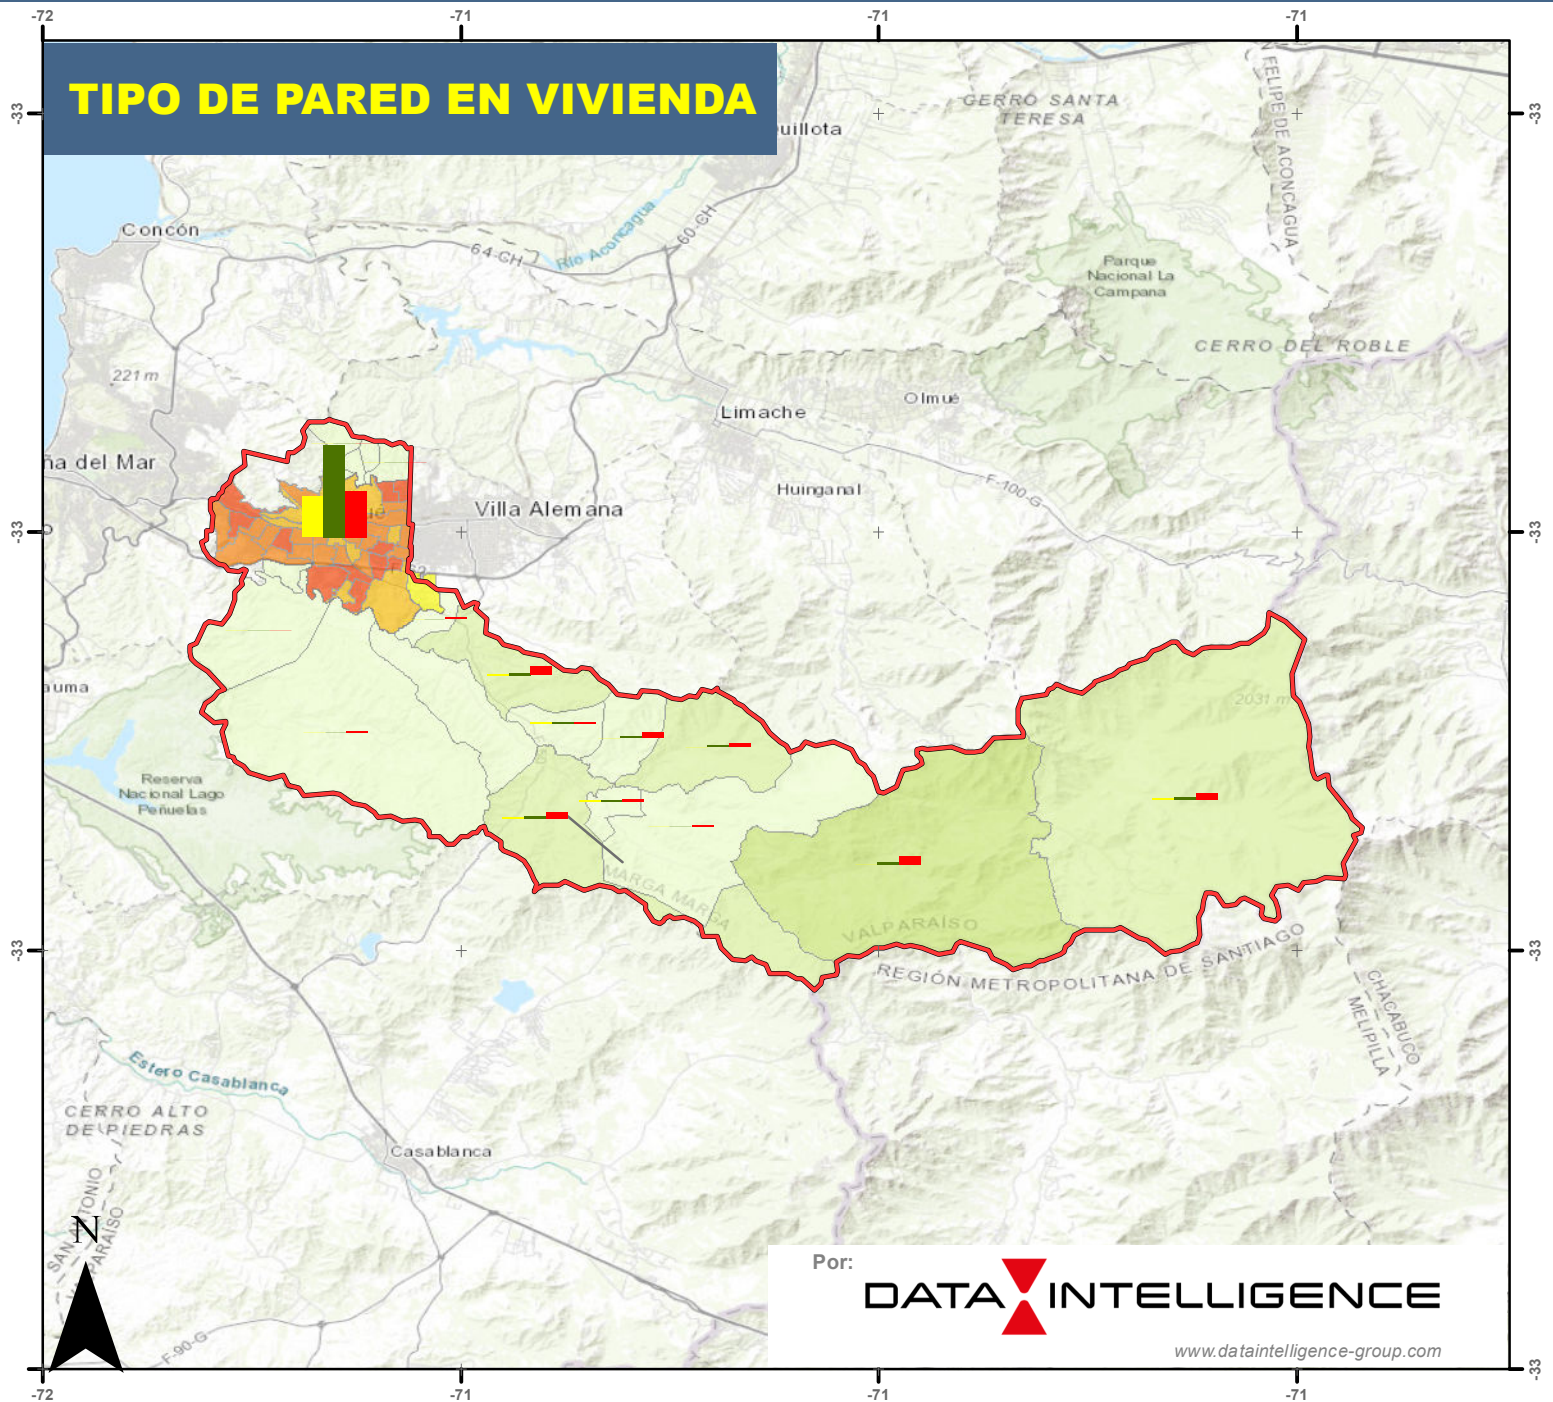 -72
-71
-71
-71
TIPO DE PARED EN VIVIENDA
-33
-33
uillota
CERRO SANTA
TERESA
FELIPE DE ACONCAGUA
Concón
Río Aconcagua
60-CH
64-CH
Parque
Nacional La
Campana
CERRO DEL ROBLE
221 m
Limache
Olmué
ña del Mar
Huinganal
F-100-G
Villa Alemana
ué
-33
-33
auma
2031 m
Reserva
Nacional Lago
Peñuelas
MARGA MARGA
VALPARAÍSO
REGIÓN METROPOLITANA DE SANTIAGO
-33
-33
CHACABUCO
MELIPILLA
Estero Casablanca
CERRO ALTO
DE PIEDRAS
Casablanca
SAN ANTONIO
VALPARAÍSO
N
F-90-G
Por:
DATA INTELLIGENCE
www.dataintelligence-group.com
-33
-72
-71
-71
-71